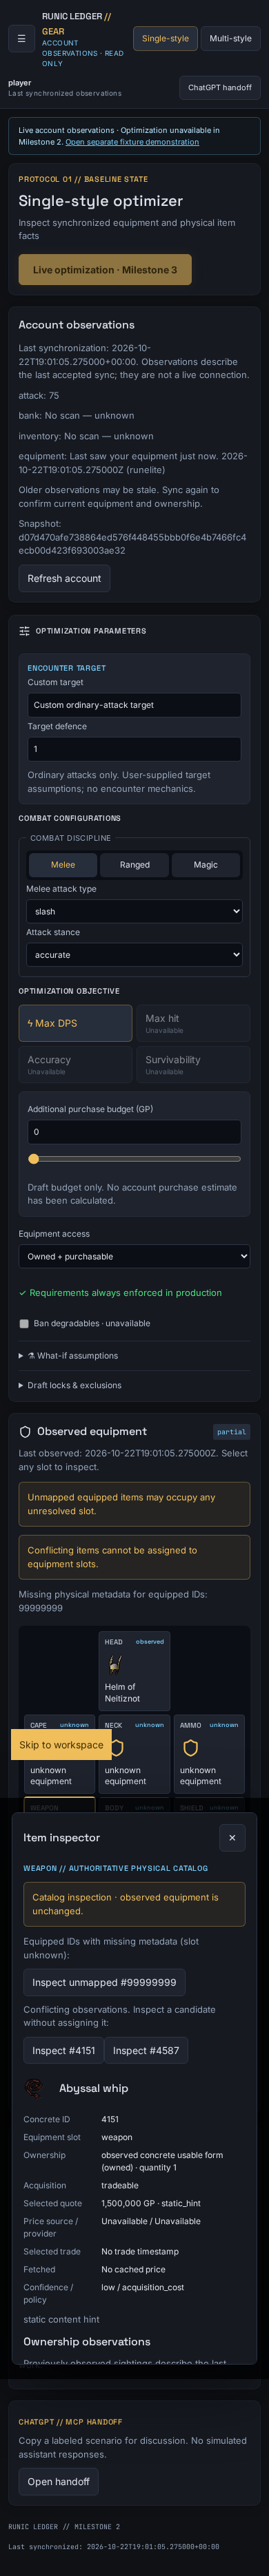 ☰
RUNIC LEDGER //
GEAR
ACCOUNT
OBSERVATIONS · READ
ONLY
Single-style
Multi-style
player
Last synchronized observations
ChatGPT handoff
Live account observations · Optimization unavailable in
Milestone 2. Open separate fixture demonstration
PROTOCOL 01 // BASELINE STATE
Single-style optimizer
Inspect synchronized equipment and physical item
facts
Live optimization · Milestone 3
Account observations
Last synchronization: 2026-10-
22T19:01:05.275000+00:00. Observations describe
the last accepted sync; they are not a live connection.
attack: 75
bank: No scan — unknown
inventory: No scan — unknown
equipment: Last saw your equipment just now. 2026-
10-22T19:01:05.275000Z (runelite)
Older observations may be stale. Sync again to
confirm current equipment and ownership.
Snapshot:
d07d470afe738864ed576f448455bbb0f6e4b7466fc4
ecb00d423f693003ae32
Refresh account
OPTIMIZATION PARAMETERS
ENCOUNTER TARGET
Custom target
Custom ordinary-attack target
Target defence
1
Ordinary attacks only. User-supplied target
assumptions; no encounter mechanics.
COMBAT CONFIGURATIONS
COMBAT DISCIPLINE
Melee
Ranged
Magic
Melee attack type
slash
Attack stance
accurate
OPTIMIZATION OBJECTIVE
ϟ Max DPS
Max hit
Unavailable
Accuracy
Unavailable
Survivability
Unavailable
Additional purchase budget (GP)
0
Draft budget only. No account purchase estimate
has been calculated.
Equipment access
Owned + purchasable
✓ Requirements always enforced in production
Ban degradables · unavailable
▶ ⚗ What-if assumptions
▶ Draft locks & exclusions
Observed equipment
partial
Last observed: 2026-10-22T19:01:05.275000Z. Select
any slot to inspect.
Unmapped equipped items may occupy any
unresolved slot.
Conflicting items cannot be assigned to
equipment slots.
Missing physical metadata for equipped IDs:
99999999
HEAD
observed
Helm of
Neitiznot
CAPE
unknown
unknown
equipment
NECK
unknown
unknown
equipment
AMMO
unknown
unknown
equipment
Skip to workspace
WEAPON
BODY
unknown
SHIELD
unknown
Item inspector
✕
WEAPON // AUTHORITATIVE PHYSICAL CATALOG
Catalog inspection · observed equipment is
unchanged.
Equipped IDs with missing metadata (slot
unknown):
Inspect unmapped #99999999
Conflicting observations. Inspect a candidate
without assigning it:
Inspect #4151
Inspect #4587
Abyssal whip
Concrete ID
4151
Equipment slot
weapon
Ownership
observed concrete usable form
(owned) · quantity 1
Acquisition
tradeable
Selected quote
1,500,000 GP · static_hint
Price source /
provider
Unavailable / Unavailable
Selected trade
No trade timestamp
Fetched
No cached price
Confidence /
policy
low / acquisition_cost
static content hint
Ownership observations
Previously observed sightings describe the last
CHATGPT // MCP HANDOFF
Copy a labeled scenario for discussion. No simulated
assistant responses.
Open handoff
RUNIC LEDGER // MILESTONE 2
Last synchronized: 2026-10-22T19:01:05.275000+00:00